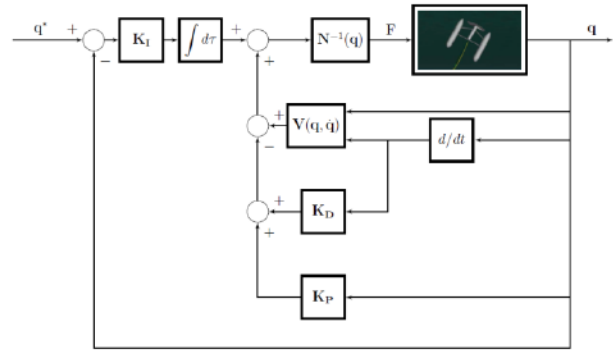 q* + − K_I ∫ dτ + + N⁻¹(q) F q
+ − V(q, q̇) d/dt
+ + K_D
K_P